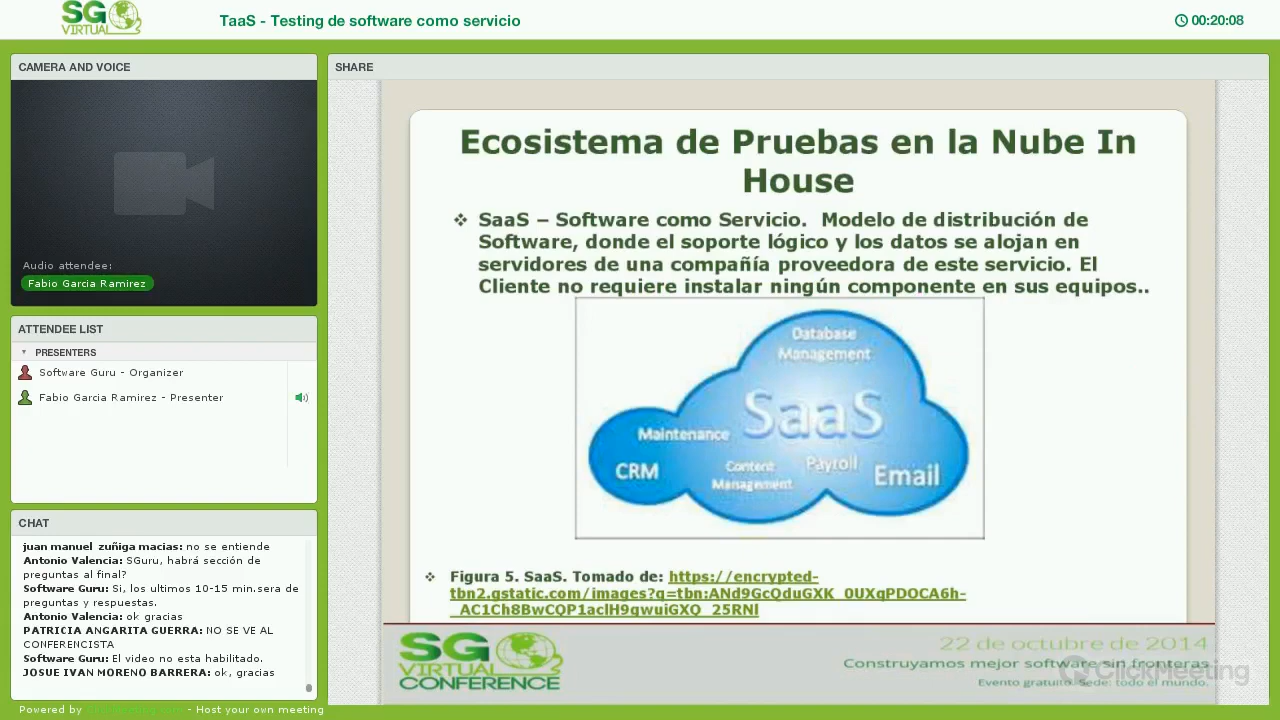 SG
VIRTUAL
TaaS - Testing de software como servicio
00:20:08
CAMERA AND VOICE
Audio attendee:
Fabio Garcia Ramirez
ATTENDEE LIST
PRESENTERS
Software Guru - Organizer
Fabio Garcia Ramirez - Presenter
CHAT
juan manuel zuñiga macias: no se entiende
Antonio Valencia: SGuru, habrá sección de
preguntas al final?
Software Guru: Si, los ultimos 10-15 min.sera de
preguntas y respuestas.
Antonio Valencia: ok gracias
PATRICIA ANGARITA GUERRA: NO SE VE AL
CONFERENCISTA
Software Guru: El video no esta habilitado.
JOSUE IVAN MORENO BARRERA: ok, gracias
Powered by - Host your own meeting
SHARE
Ecosistema de Pruebas en la Nube In
House
❖ SaaS – Software como Servicio. Modelo de distribución de
Software, donde el soporte lógico y los datos se alojan en
servidores de una compañía proveedora de este servicio. El
Cliente no requiere instalar ningún componente en sus equipos..
Database
Management
SaaS
Maintenance
CRM
Content
Management
Payroll
Email
❖ Figura 5. SaaS. Tomado de: https://encrypted-
tbn2.gstatic.com/images?q=tbn:ANd9GcQduGXK_0UXqPDOCA6h-
_AC1Ch8BwCQP1aclH9gwuiGXQ_25RNl
SG
VIRTUAL
CONFERENCE
22 de octubre de 2014
Construyamos mejor software sin fronteras
ClickMeeting
Evento gratuito. Sede: todo el mundo.